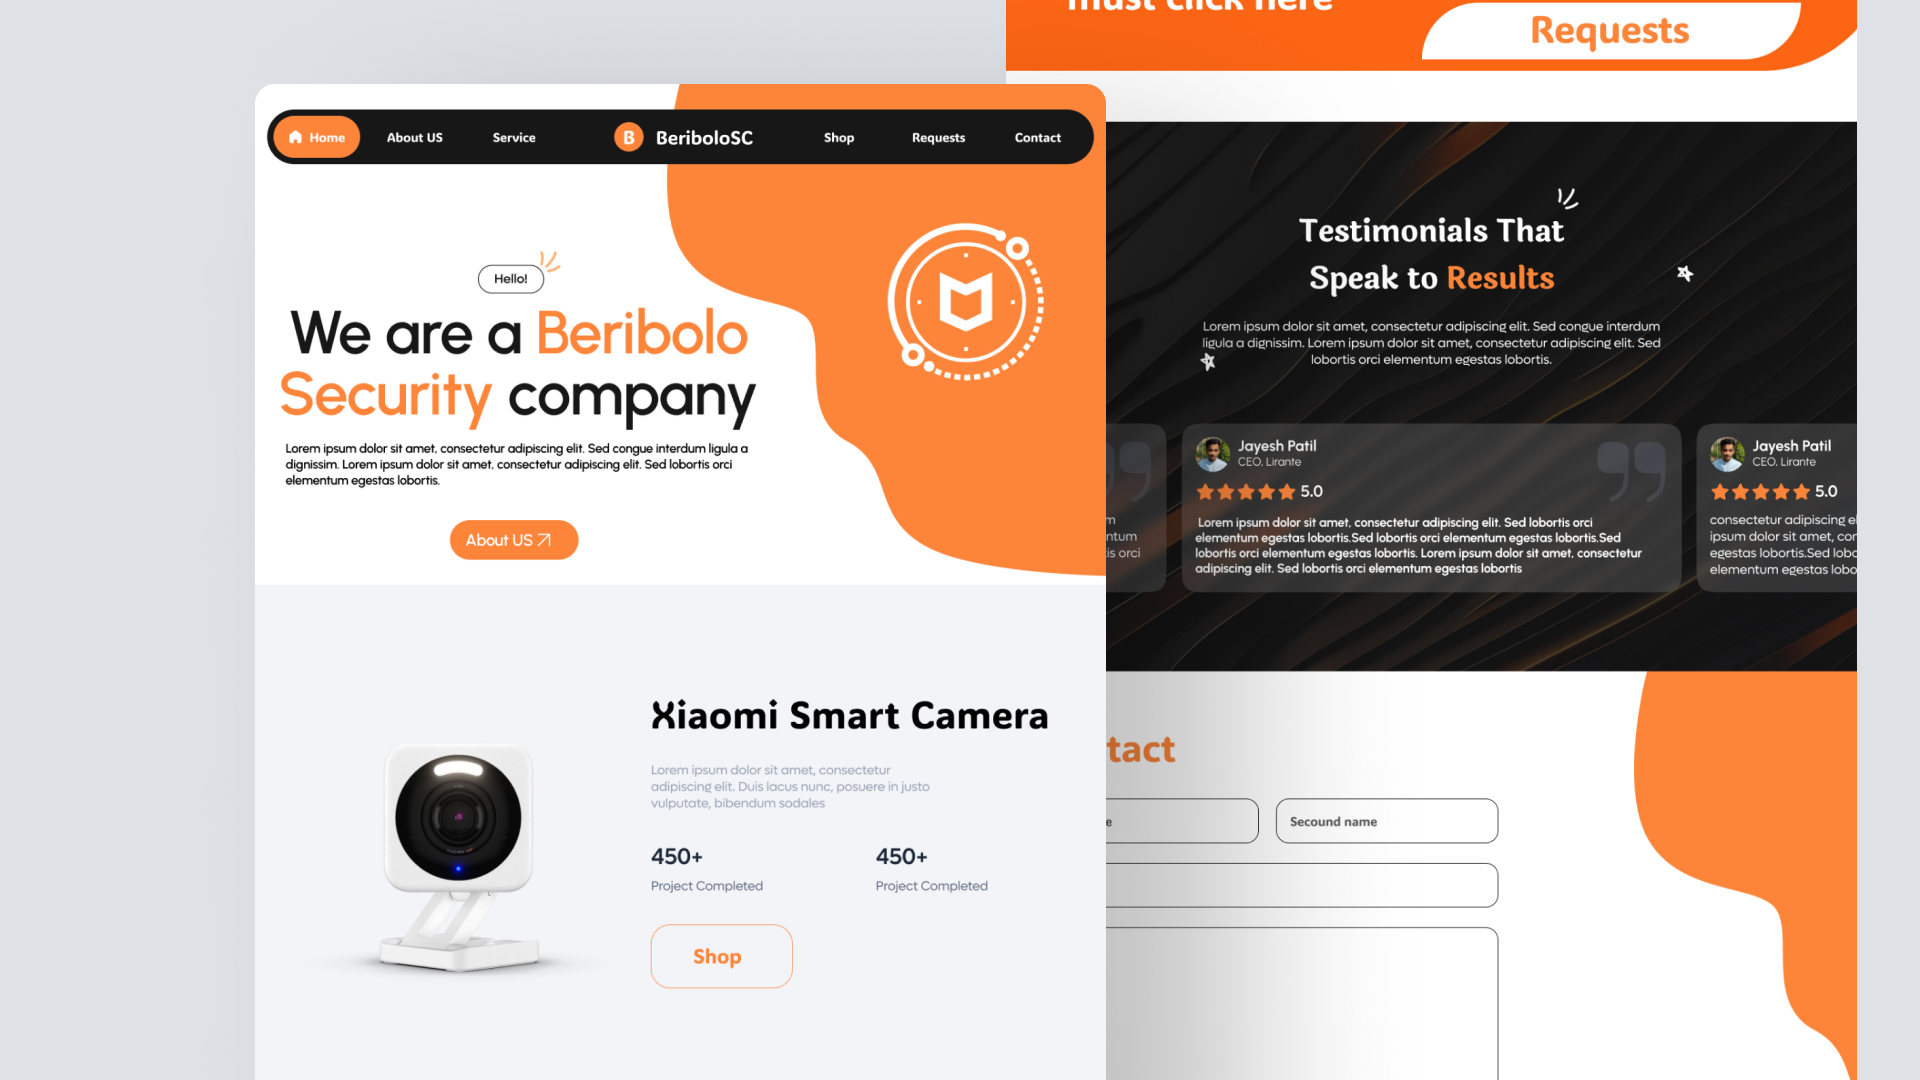 Home
About US
Service
B BeriboloSC
Shop
Requests
Contact
Hello!
We are a Beribolo
Security company
Lorem ipsum dolor sit amet, consectetur adipiscing elit. Sed congue interdum ligula a
dignissim. Lorem ipsum dolor sit amet, consectetur adipiscing elit. Sed lobortis orci
elementum egestas lobortis.
About US
Xiaomi Smart Camera
Lorem ipsum dolor sit amet, consectetur
adipiscing elit. Duis lacus nunc, posuere in justo
vulputate, bibendum sodales
450+
Project Completed
450+
Project Completed
Shop
must click here
Requests
Testimonials That
Speak to Results
Lorem ipsum dolor sit amet, consectetur adipiscing elit. Sed congue interdum
ligula a dignissim. Lorem ipsum dolor sit amet, consectetur adipiscing elit. Sed
lobortis orci elementum egestas lobortis.
m
ntum
is orci
Jayesh Patil
CEO, Lirante
5.0
Lorem ipsum dolor sit amet, consectetur adipiscing elit. Sed lobortis orci
elementum egestas lobortis.Sed lobortis orci elementum egestas lobortis.Sed
lobortis orci elementum egestas lobortis. Lorem ipsum dolor sit amet, consectetur
adipiscing elit. Sed lobortis orci elementum egestas lobortis
Jayesh Patil
CEO, Lirante
5.0
consectetur adipiscing el
ipsum dolor sit amet, con
egestas lobortis.Sed lobo
elementum egestas lobo
tact
e
Secound name